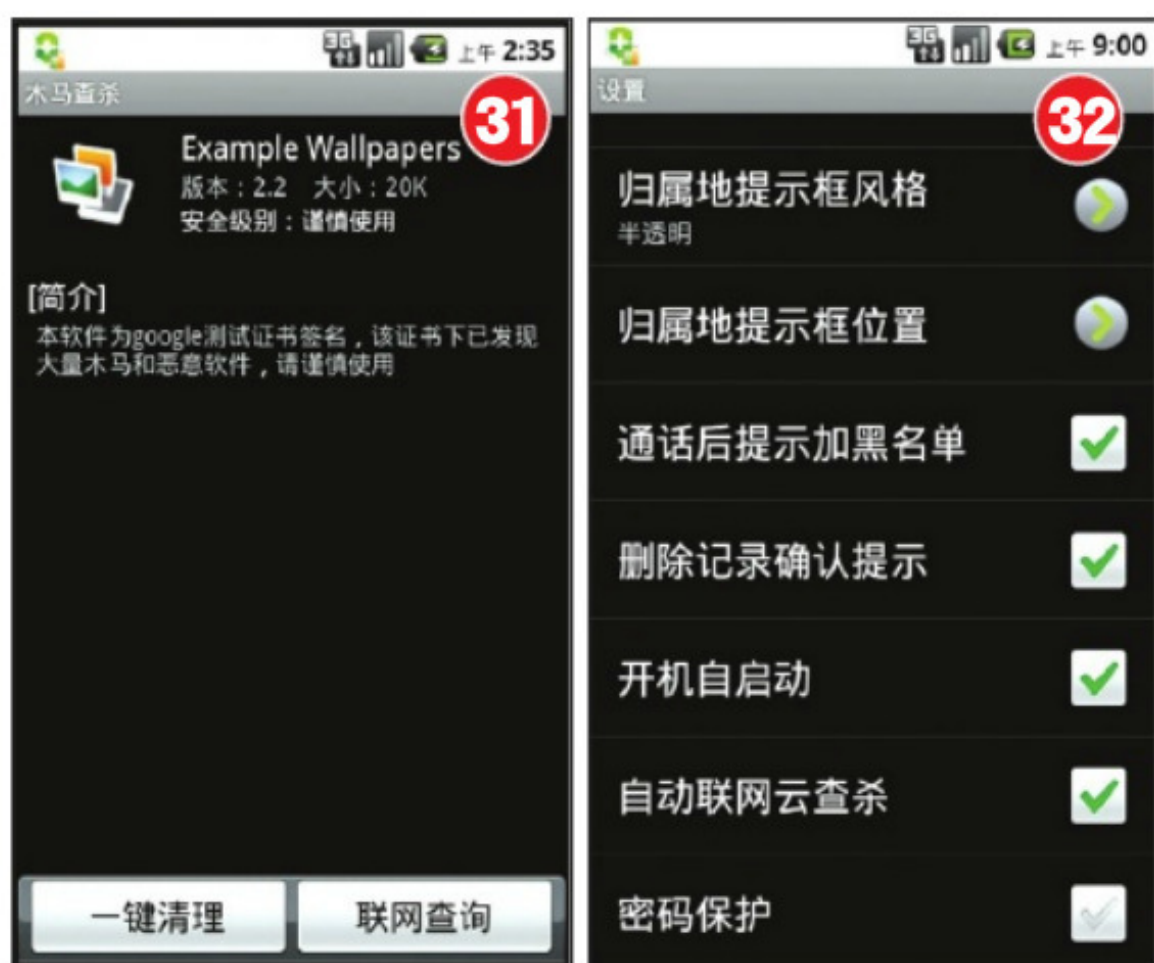 3G
上午 2:35
木马查杀
31
Example Wallpapers
版本：2.2 大小：20K
安全级别：谨慎使用
[简介]
本软件为google测试证书签名，该证书下已发现
大量木马和恶意软件，请谨慎使用
一键清理
联网查询
3G
上午 9:00
设置
32
归属地提示框风格
半透明
归属地提示框位置
通话后提示加黑名单
删除记录确认提示
开机自启动
自动联网云查杀
密码保护